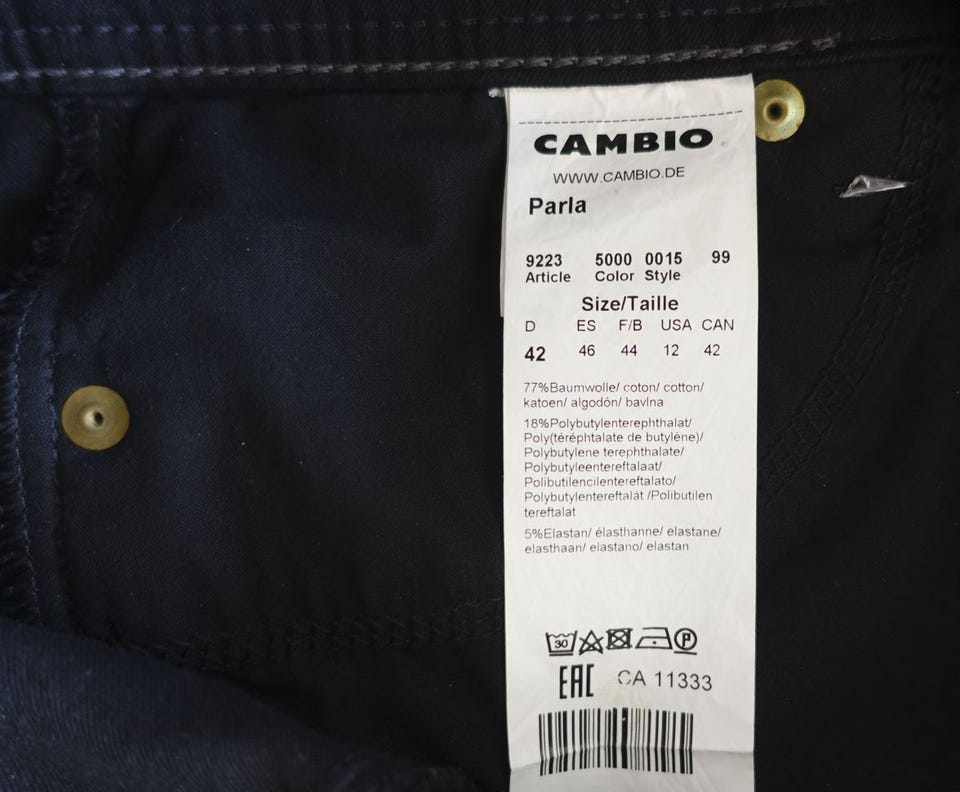 CAMBIO
WWW.CAMBIO.DE
Parla
9223 5000 0015 99
Article Color Style
Size/Taille
D ES F/B USA CAN
42 46 44 12 42
77%Baumwolle/ coton/ cotton/
katoen/ algodón/ bavlna
18%Polybutylenterephthalat/
Poly(téréphtalate de butylène)/
Polybutylene terephthalate/
Polybutyleentereftalaat/
Polibutilencilentereftalato/
Polybutylentereftalát /Polibutilen
tereftalat
5%Elastan/ élasthanne/ elastane/
elasthaan/ elastano/ elastan
30 P
EAC CA 11333